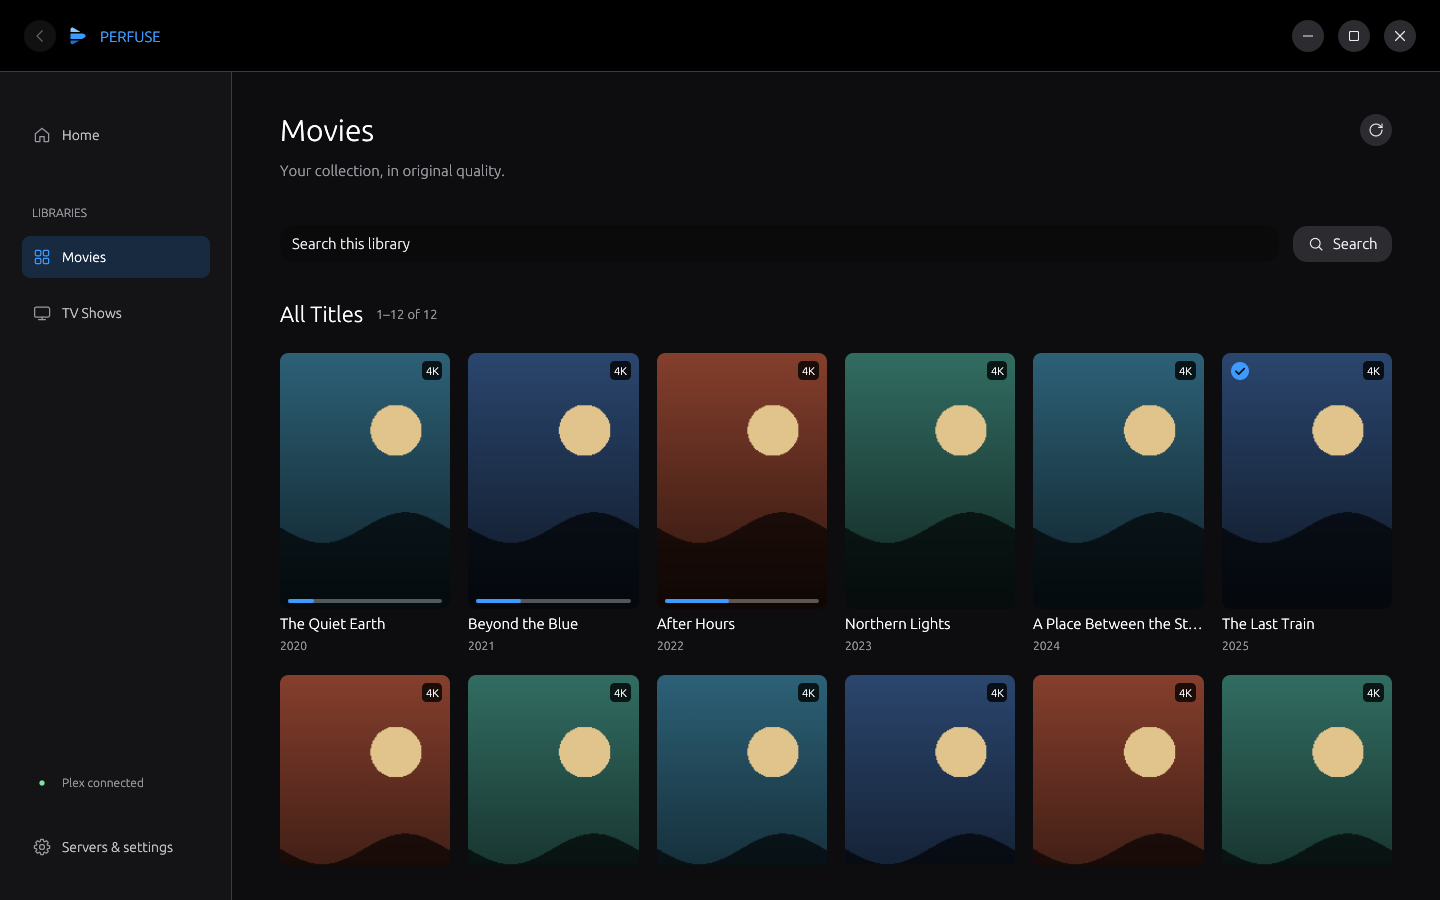 PERFUSE
Home
LIBRARIES
Movies
TV Shows
Plex connected
Servers & settings
Movies
Your collection, in original quality.
Search this library
Search
All Titles 1–12 of 12
4K 4K 4K 4K 4K 4K
The Quiet Earth
2020
Beyond the Blue
2021
After Hours
2022
Northern Lights
2023
A Place Between the St…
2024
The Last Train
2025
4K 4K 4K 4K 4K 4K